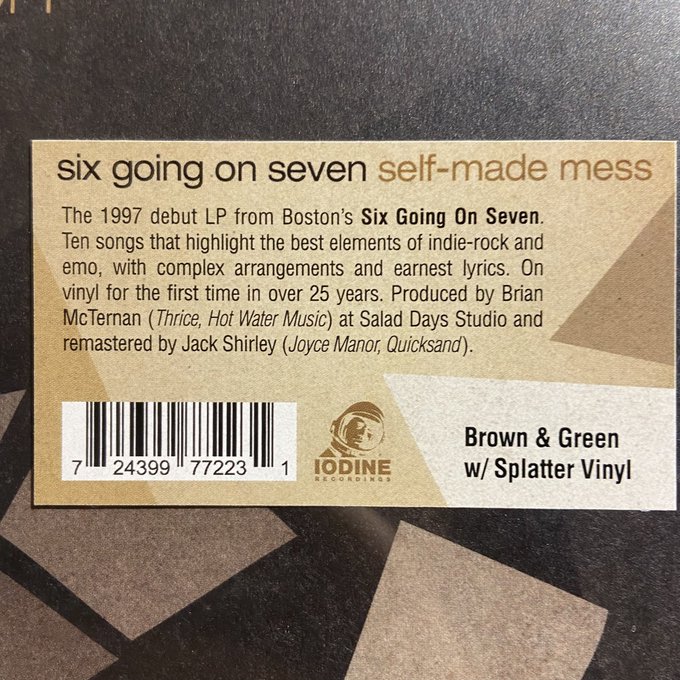 six going on seven self-made mess
The 1997 debut LP from Boston's Six Going On Seven.
Ten songs that highlight the best elements of indie-rock and
emo, with complex arrangements and earnest lyrics. On
vinyl for the first time in over 25 years. Produced by Brian
McTernan (Thrice, Hot Water Music) at Salad Days Studio and
remastered by Jack Shirley (Joyce Manor, Quicksand).
7 24399 77223 1
IODINE
RECORDINGS
Brown & Green
w/ Splatter Vinyl